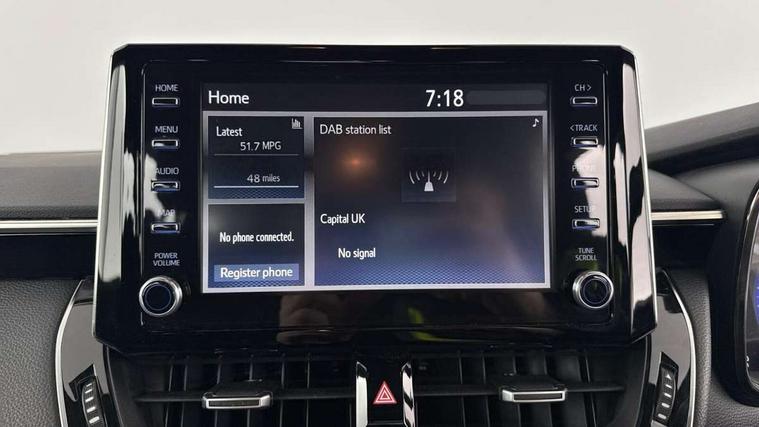 HOME
MENU
AUDIO
MAP
POWER
VOLUME
Home 7:18
Latest
51.7 MPG
48 miles
No phone connected.
Register phone
DAB station list
Capital UK
No signal
CH >
< TRACK
PHONE
SETUP
TUNE
SCROLL